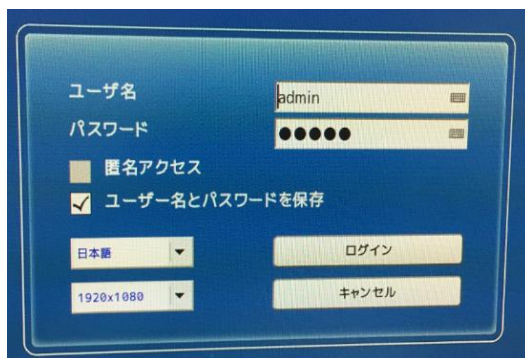 ユーザ名
admin
パスワード
●●●●●
匿名アクセス
ユーザー名とパスワードを保存
日本語
ログイン
1920x1080
キャンセル